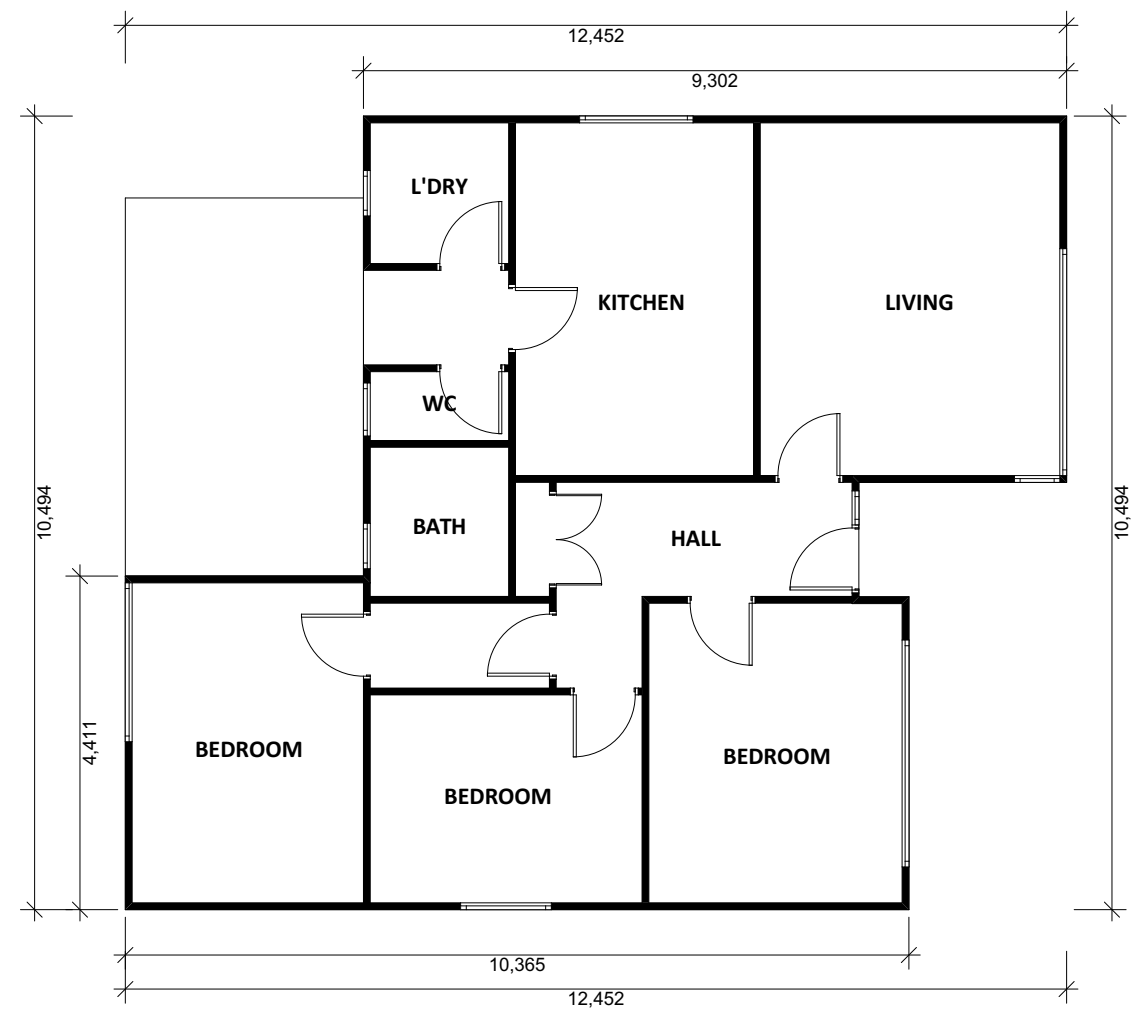 12,452
9,302
L'DRY
KITCHEN
LIVING
WC
10,494
10,494
BATH
HALL
4,411
BEDROOM
BEDROOM
BEDROOM
10,365
12,452